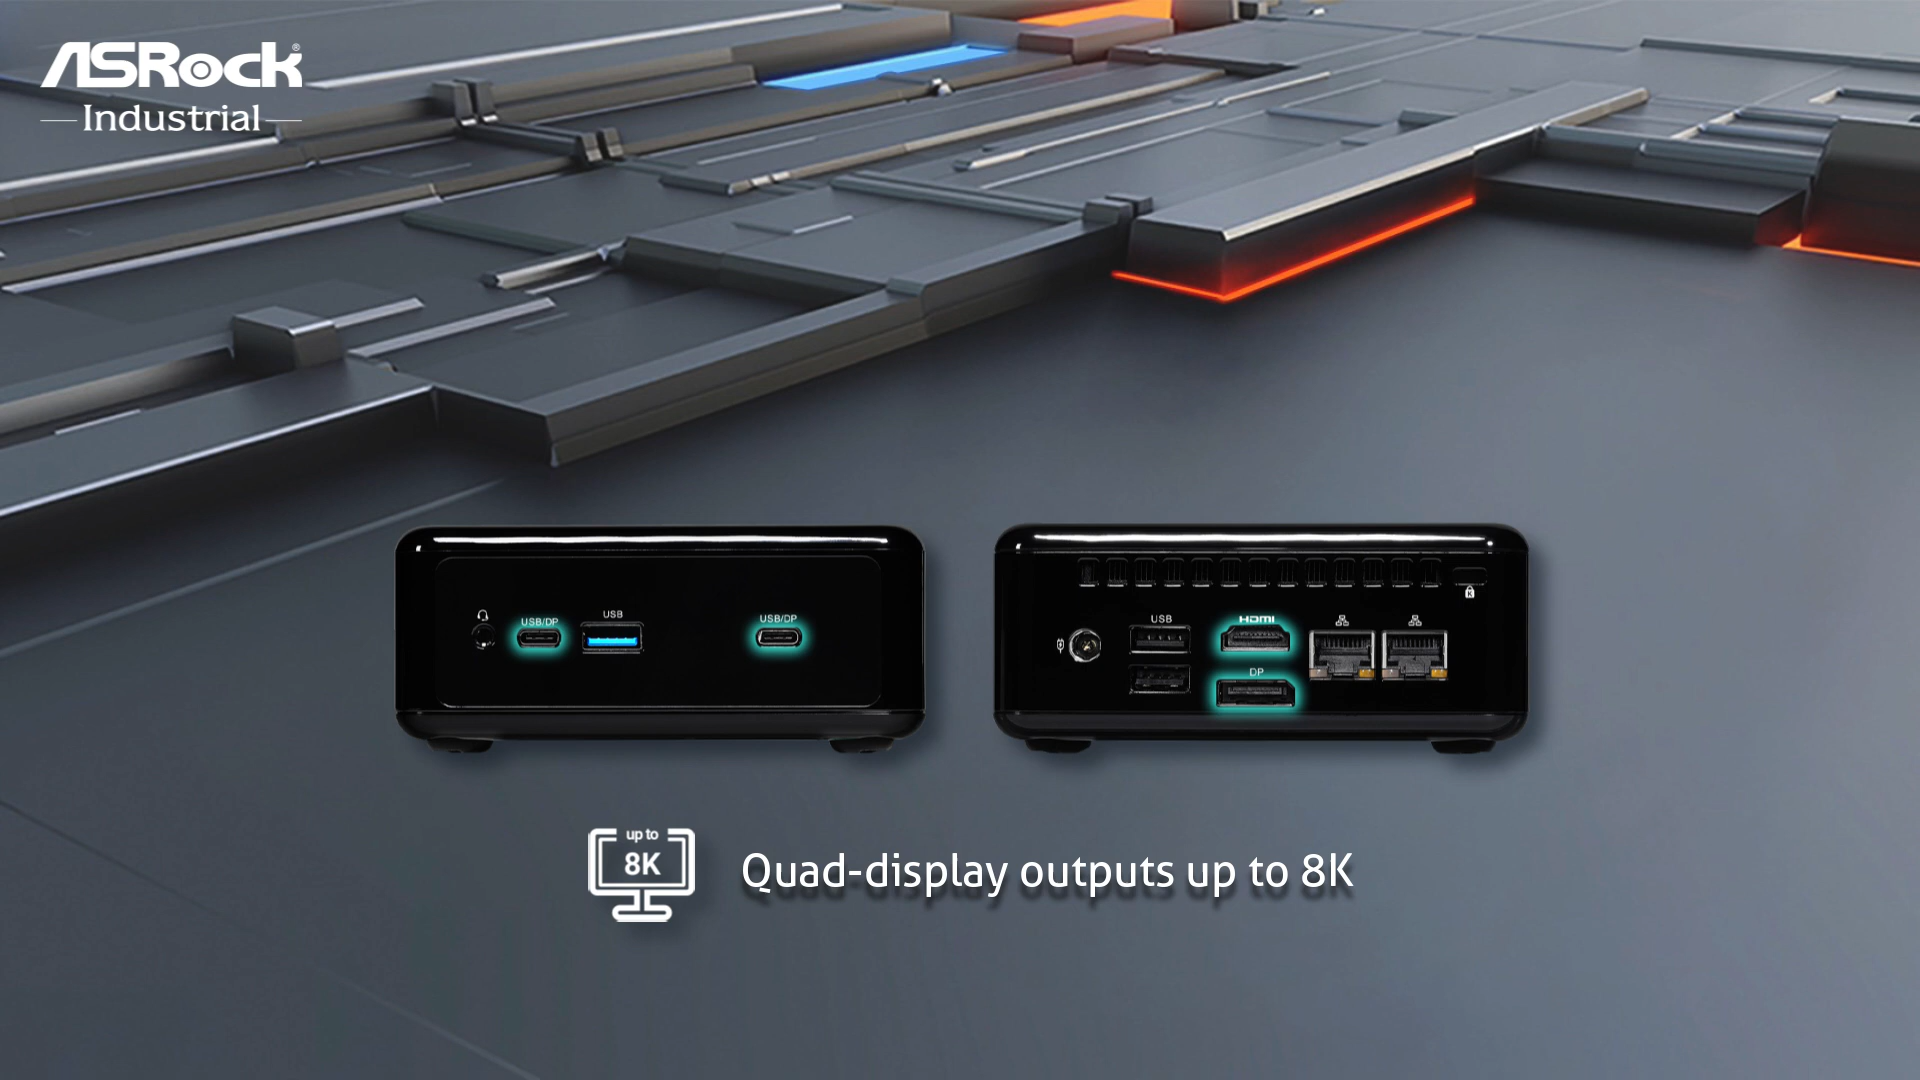 ASRock®
Industrial
USB/DP
USB
USB/DP
USB
HDMI
DP
up to
8K
Quad-display outputs up to 8K